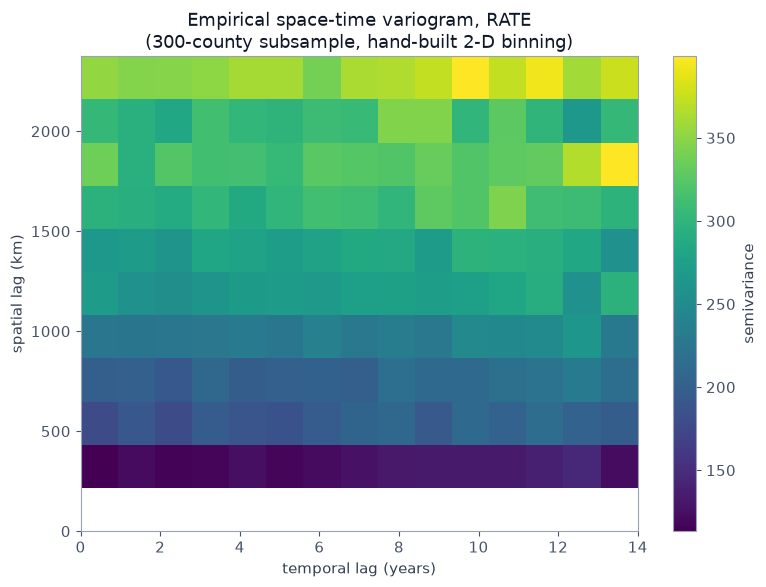 Empirical space-time variogram, RATE
(300-county subsample, hand-built 2-D binning)
2000
1500
1000
500
0
spatial lag (km)
0 2 4 6 8 10 12 14
temporal lag (years)
350
300
250
200
150
semivariance